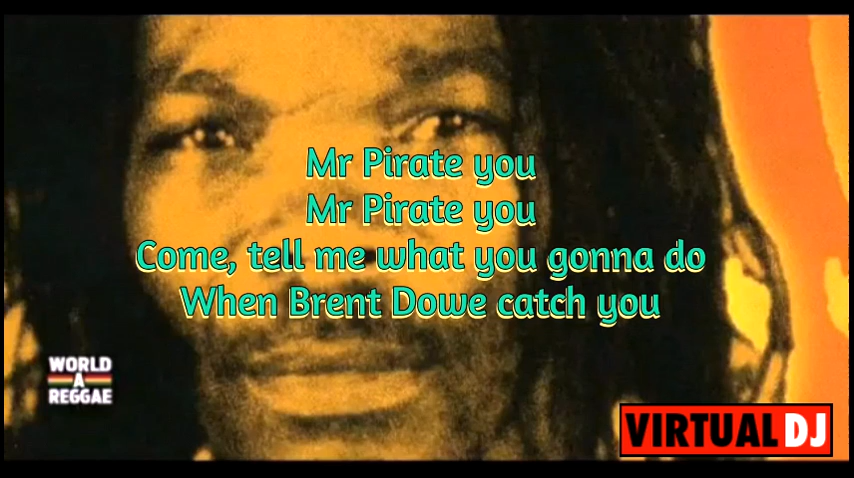 Mr Pirate you
Mr Pirate you
Come, tell me what you gonna do
When Brent Dowe catch you
WORLD
A
REGGAE
VIRTUAL DJ